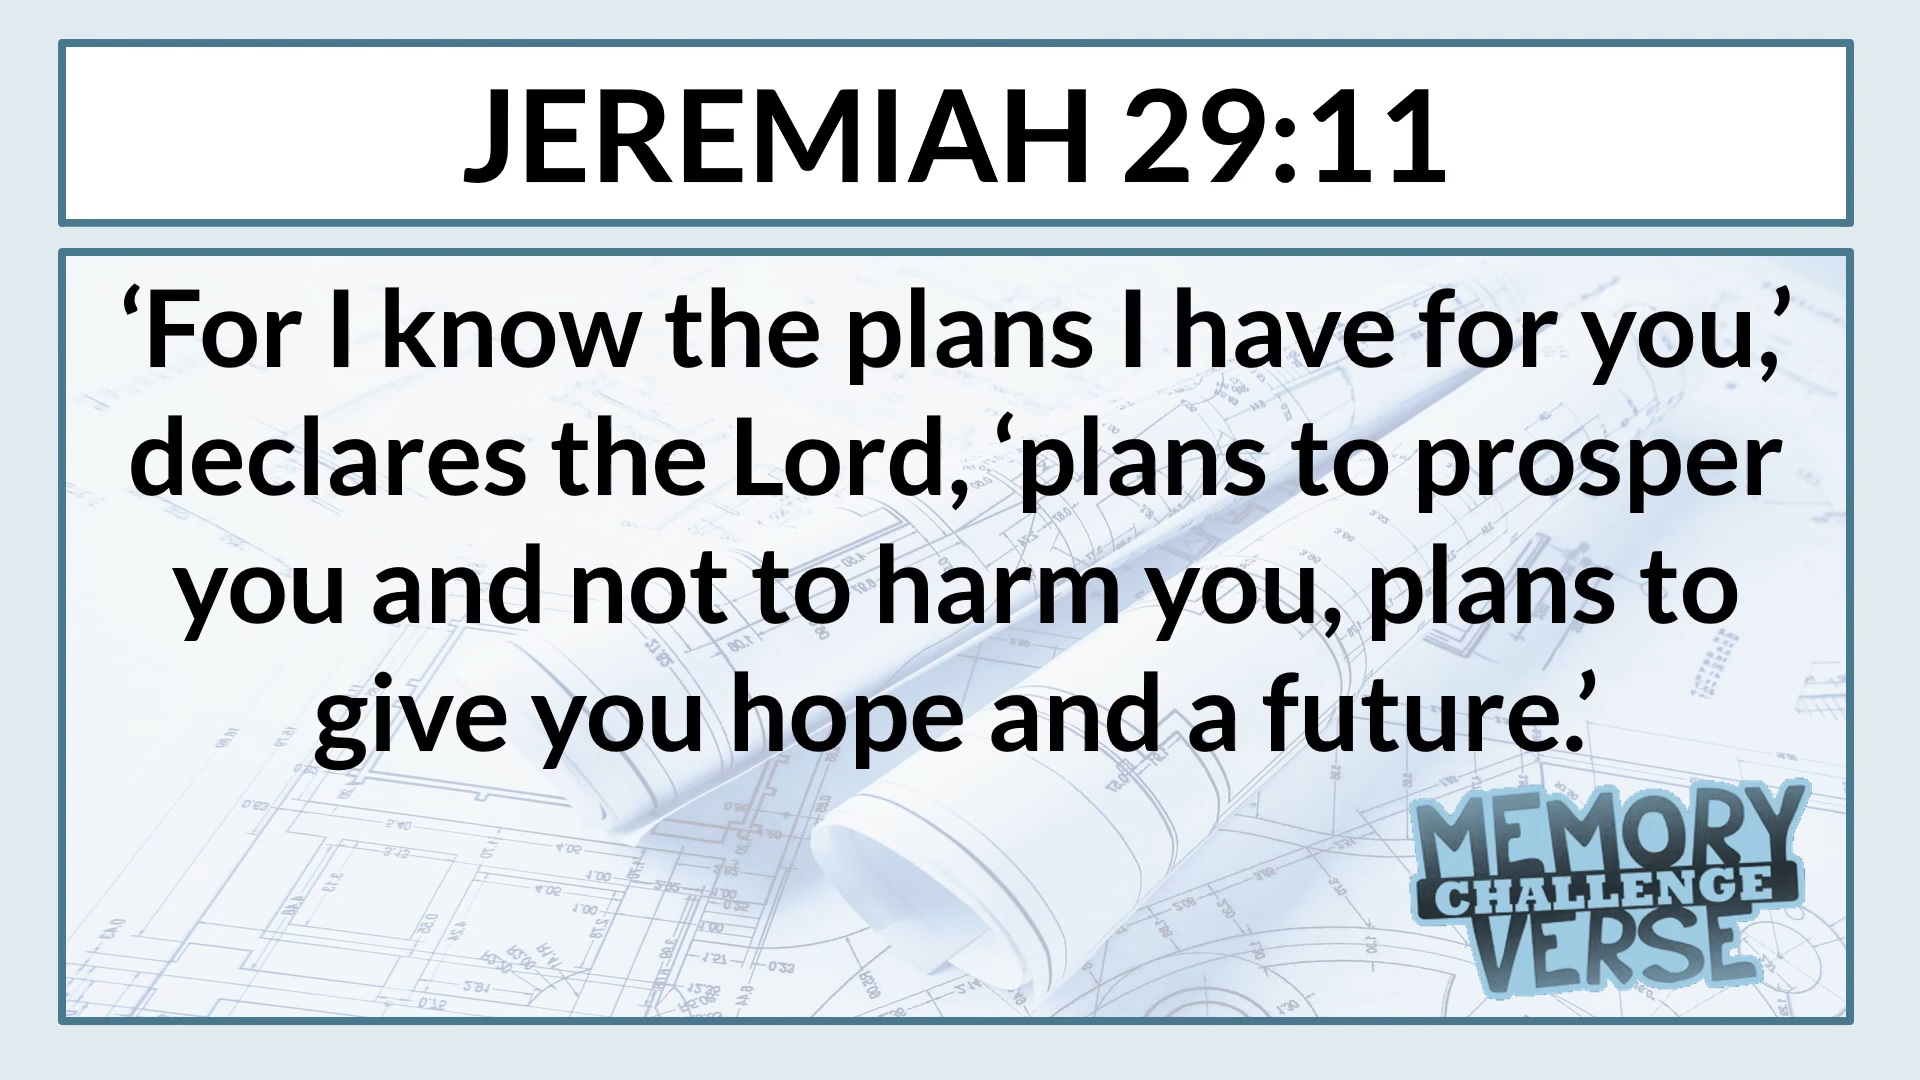 JEREMIAH 29:11
‘For I know the plans I have for you,’
declares the Lord, ‘plans to prosper
you and not to harm you, plans to
give you hope and a future.’
MEMORY
CHALLENGE
VERSE